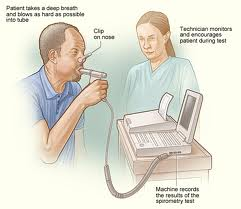 Patient takes a deep breath
and blows as hard as possible
into tube
Clip
on nose
Technician monitors
and encourages
patient during test
Machine records
the results of the
spirometry test